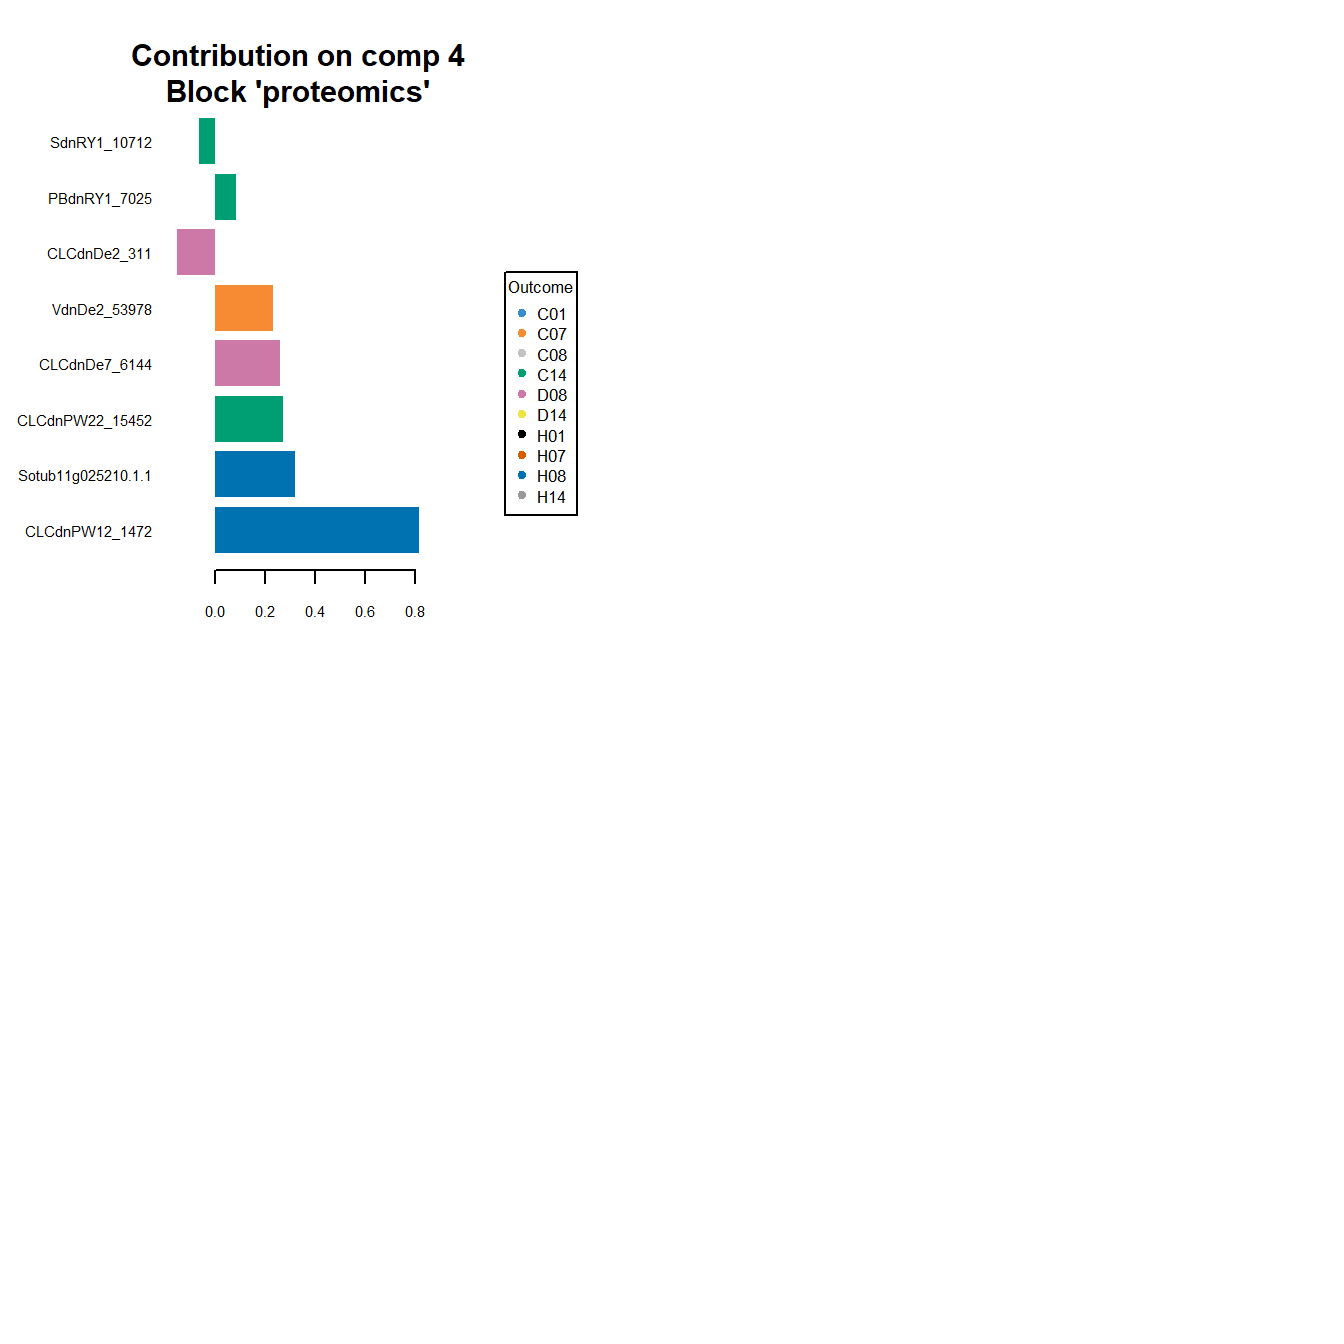 Contribution on comp 4
Block 'proteomics'
SdnRY1_10712
PBdnRY1_7025
CLCdnDe2_311
VdnDe2_53978
CLCdnDe7_6144
CLCdnPW22_15452
Sotub11g025210.1.1
CLCdnPW12_1472
0.0 0.2 0.4 0.6 0.8
Outcome
C01
C07
C08
C14
D08
D14
H01
H07
H08
H14